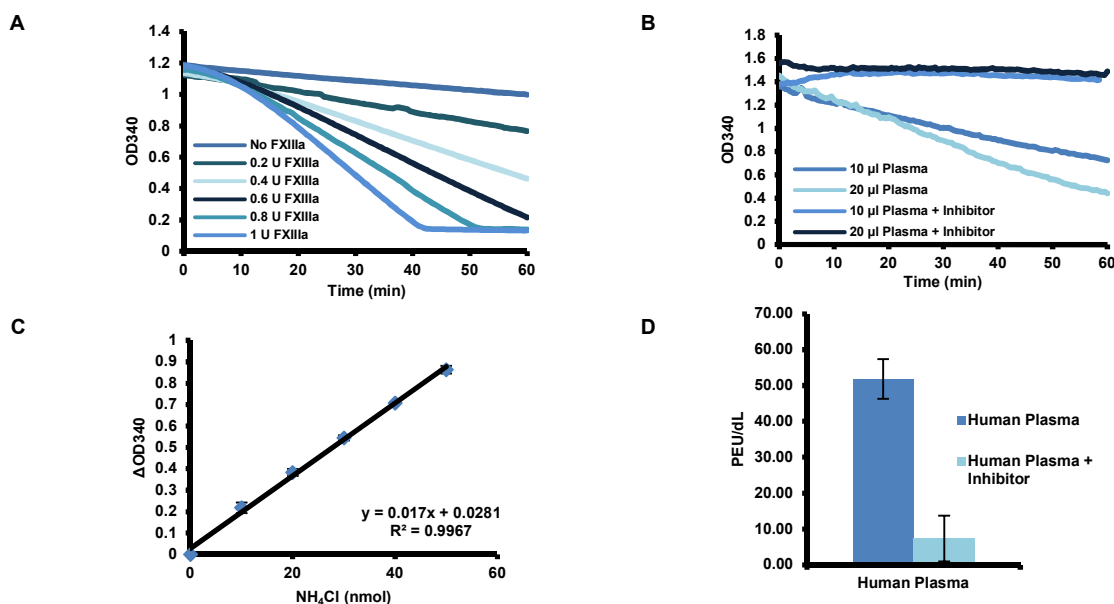 A
OD340
1.4
1.2
1
0.8
0.6
0.4
0.2
0
No FXIIIa
0.2 U FXIIIa
0.4 U FXIIIa
0.6 U FXIIIa
0.8 U FXIIIa
1 U FXIIIa
0 10 20 30 40 50 60
Time (min)
B
OD340
1.8
1.6
1.4
1.2
1
0.8
0.6
0.4
0.2
0
10 µl Plasma
20 µl Plasma
10 µl Plasma + Inhibitor
20 µl Plasma + Inhibitor
0 10 20 30 40 50 60
Time (min)
C
ΔOD340
1
0.9
0.8
0.7
0.6
0.5
0.4
0.3
0.2
0.1
0
y = 0.017x + 0.0281
R² = 0.9967
0 20 40 60
NH₄Cl (nmol)
D
PEU/dL
70.00
60.00
50.00
40.00
30.00
20.00
10.00
0.00
Human Plasma
Human Plasma +
Inhibitor
Human Plasma